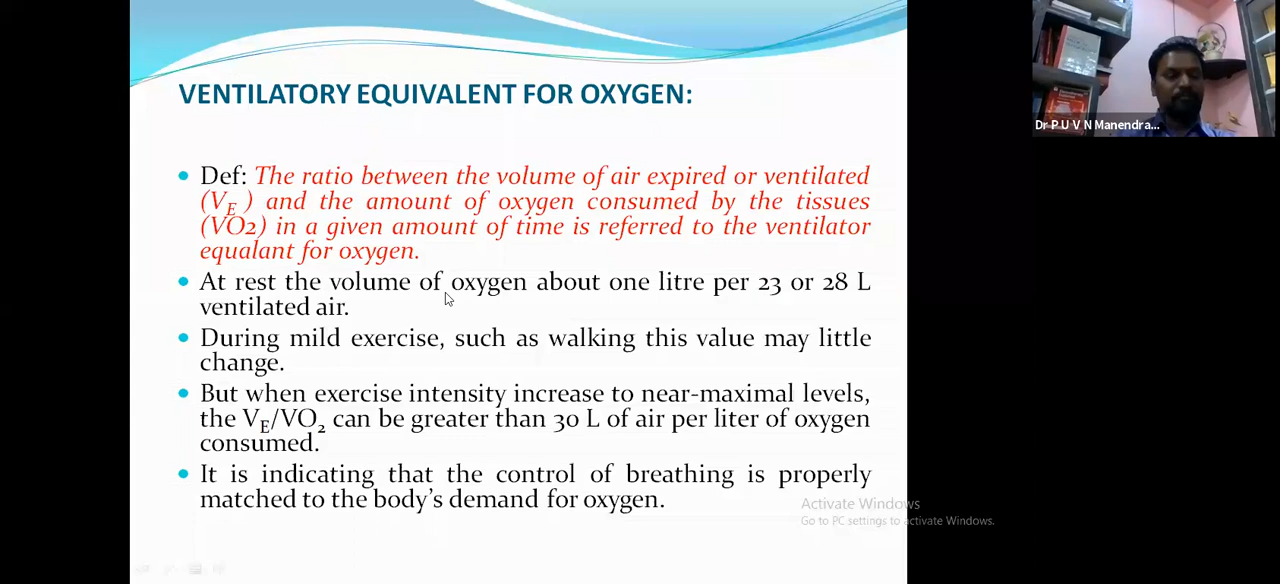 VENTILATORY EQUIVALENT FOR OXYGEN:
Dr P U V N Manendra...
• Def: The ratio between the volume of air expired or ventilated
(VE ) and the amount of oxygen consumed by the tissues
(VO2) in a given amount of time is referred to the ventilator
equalant for oxygen.
• At rest the volume of oxygen about one litre per 23 or 28 L
ventilated air.
• During mild exercise, such as walking this value may little
change.
• But when exercise intensity increase to near-maximal levels,
the VE/VO2 can be greater than 30 L of air per liter of oxygen
consumed.
• It is indicating that the control of breathing is properly
matched to the body's demand for oxygen.
Activate Windows
Go to PC settings to activate Windows.